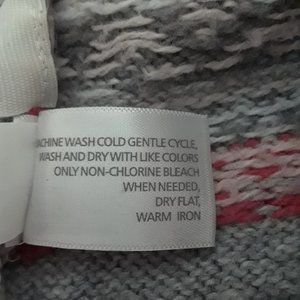 MACHINE WASH COLD GENTLE CYCLE,
WASH AND DRY WITH LIKE COLORS
ONLY NON-CHLORINE BLEACH
WHEN NEEDED,
DRY FLAT,
WARM IRON